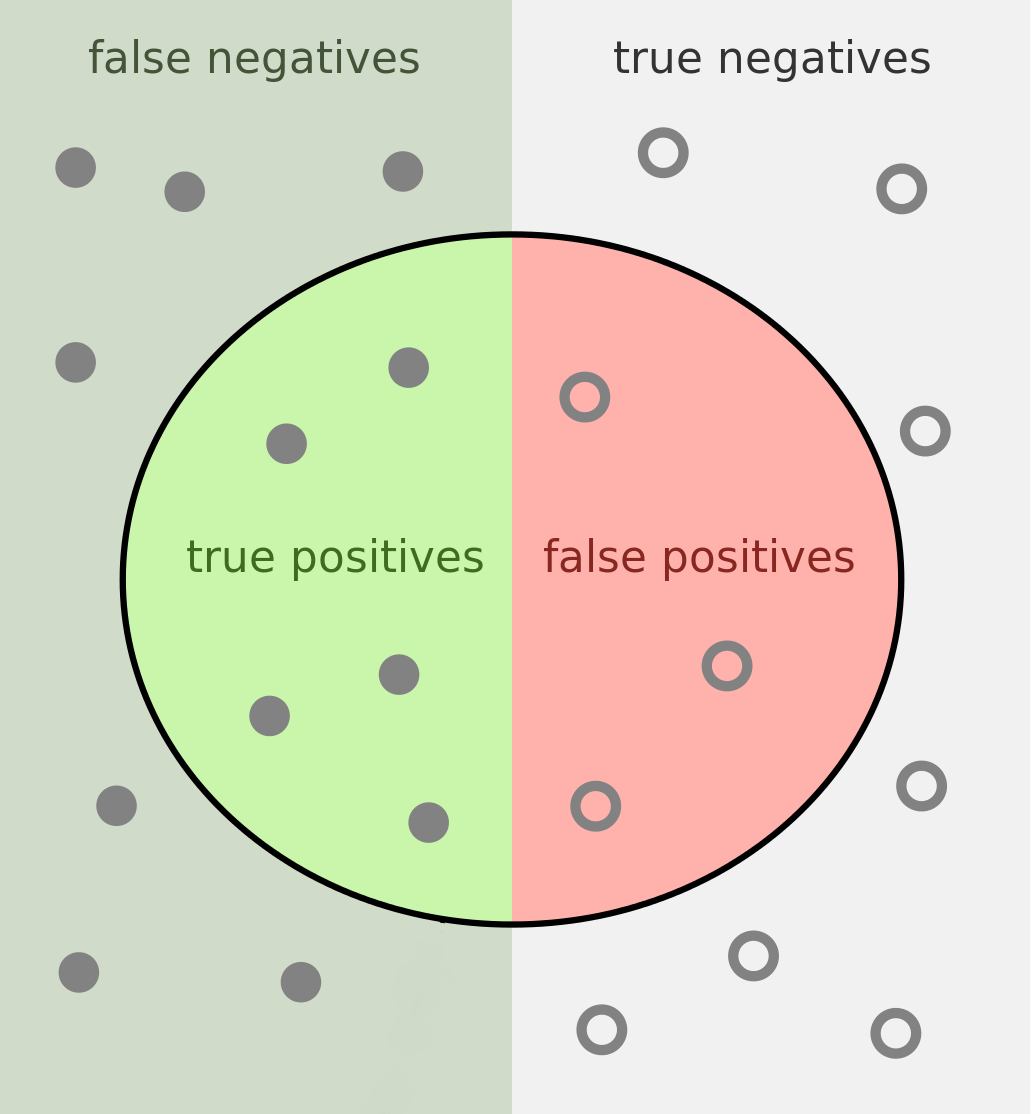 false negatives
true negatives
true positives
false positives